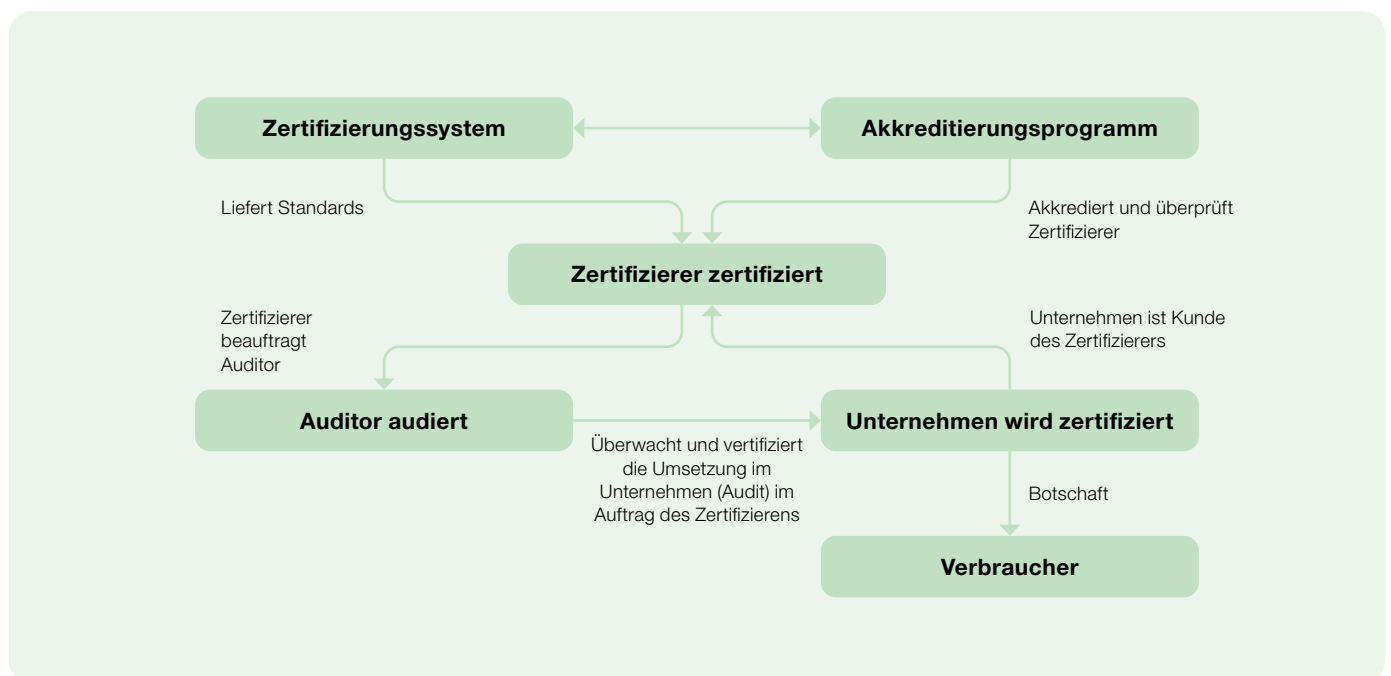 Zertifizierungssystem
Akkreditierungsprogramm
Liefert Standards
Akkrediert und überprüft
Zertifizierer
Zertifizierer zertifiziert
Zertifizierer
beauftragt
Auditor
Unternehmen ist Kunde
des Zertifizierers
Auditor audiert
Unternehmen wird zertifiziert
Überwacht und vertifiziert
die Umsetzung im
Unternehmen (Audit) im
Auftrag des Zertifizierens
Botschaft
Verbraucher